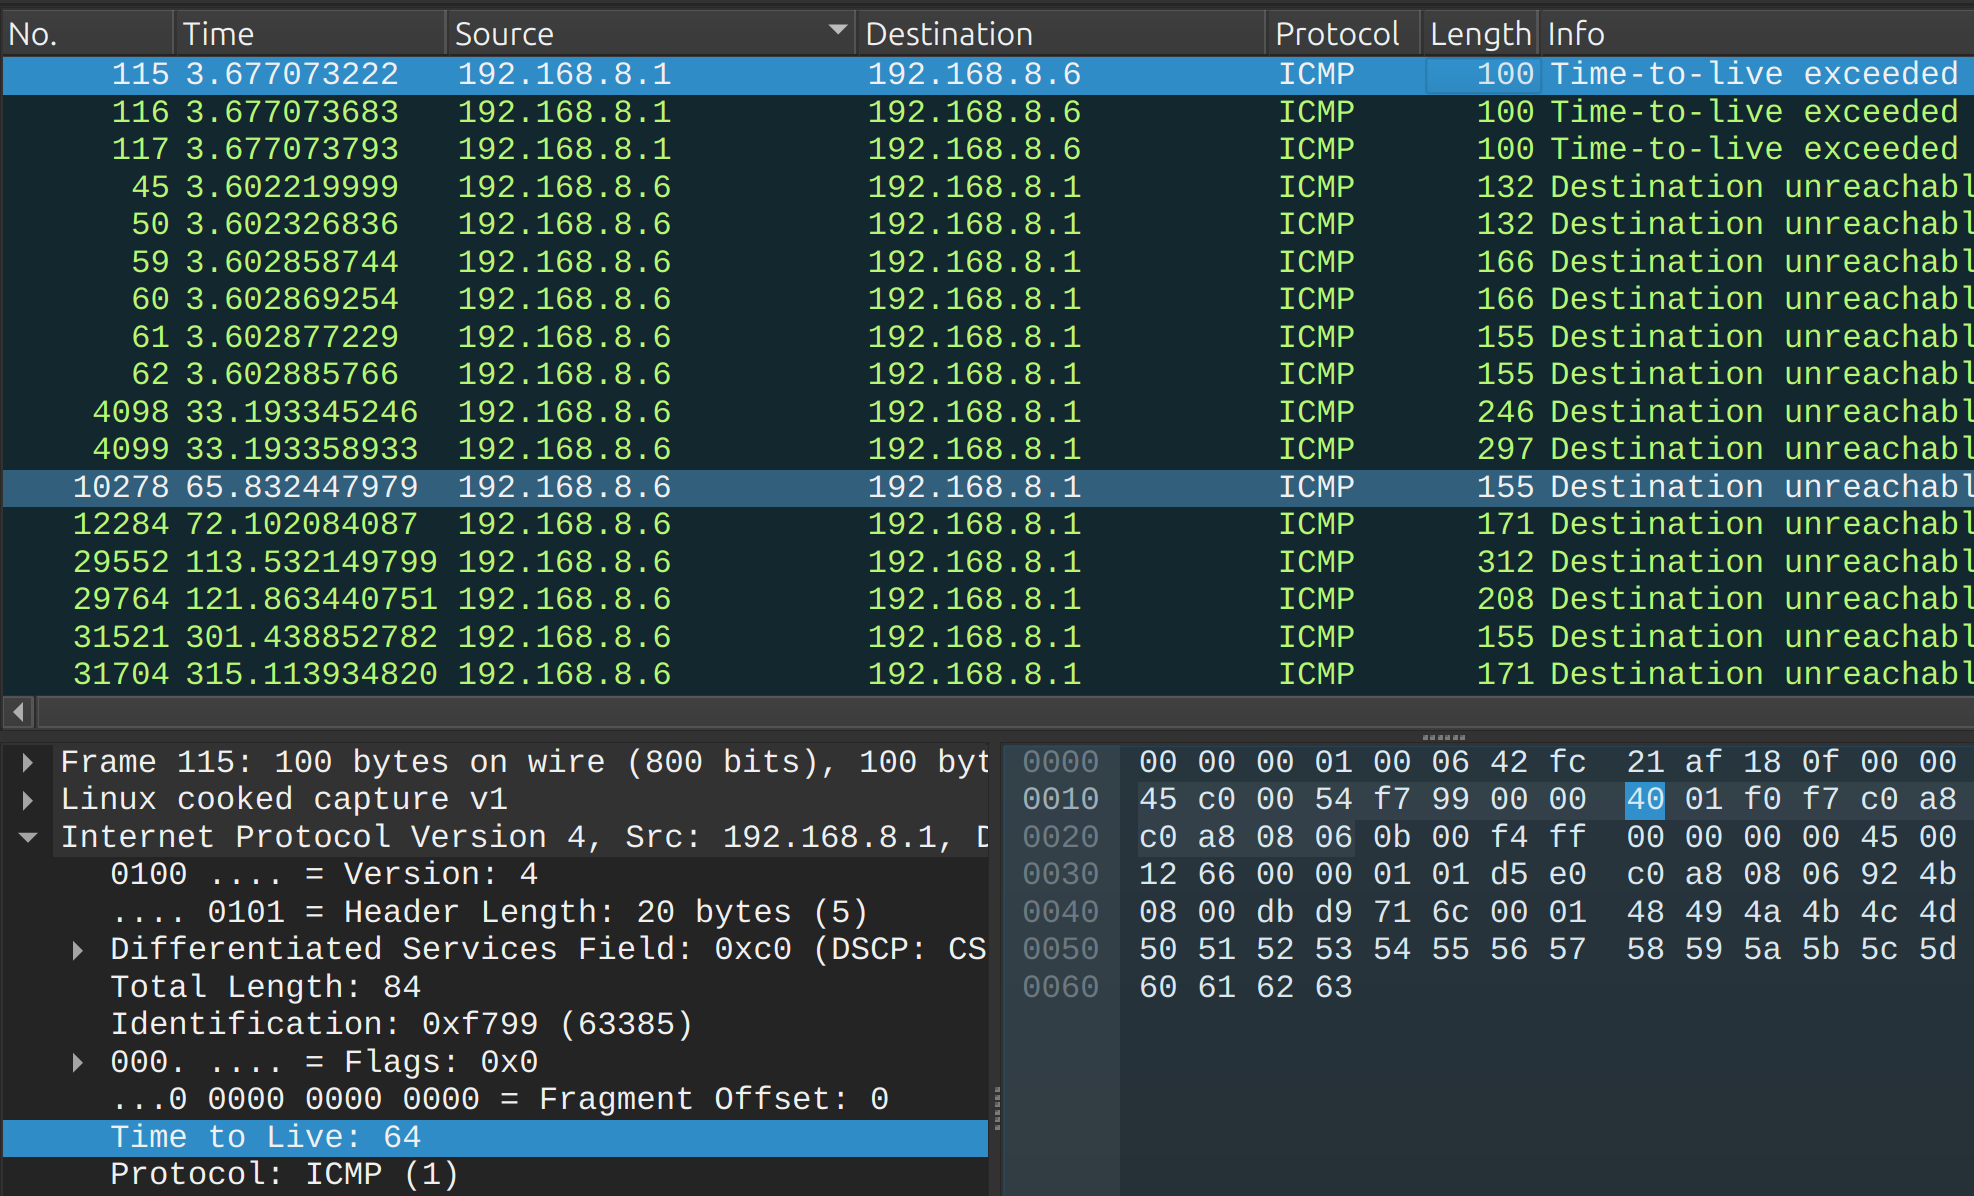 No. Time Source Destination Protocol Length Info
115 3.677073222 192.168.8.1 192.168.8.6 ICMP 100 Time-to-live exceeded
116 3.677073683 192.168.8.1 192.168.8.6 ICMP 100 Time-to-live exceeded
117 3.677073793 192.168.8.1 192.168.8.6 ICMP 100 Time-to-live exceeded
45 3.602219999 192.168.8.6 192.168.8.1 ICMP 132 Destination unreachabl
50 3.602326836 192.168.8.6 192.168.8.1 ICMP 132 Destination unreachabl
59 3.602858744 192.168.8.6 192.168.8.1 ICMP 166 Destination unreachabl
60 3.602869254 192.168.8.6 192.168.8.1 ICMP 166 Destination unreachabl
61 3.602877229 192.168.8.6 192.168.8.1 ICMP 155 Destination unreachabl
62 3.602885766 192.168.8.6 192.168.8.1 ICMP 155 Destination unreachabl
4098 33.193345246 192.168.8.6 192.168.8.1 ICMP 246 Destination unreachabl
4099 33.193358933 192.168.8.6 192.168.8.1 ICMP 297 Destination unreachabl
10278 65.832447979 192.168.8.6 192.168.8.1 ICMP 155 Destination unreachabl
12284 72.102084087 192.168.8.6 192.168.8.1 ICMP 171 Destination unreachabl
29552 113.532149799 192.168.8.6 192.168.8.1 ICMP 312 Destination unreachabl
29764 121.863440751 192.168.8.6 192.168.8.1 ICMP 208 Destination unreachabl
31521 301.438852782 192.168.8.6 192.168.8.1 ICMP 155 Destination unreachabl
31704 315.113934820 192.168.8.6 192.168.8.1 ICMP 171 Destination unreachabl
Frame 115: 100 bytes on wire (800 bits), 100 byt
Linux cooked capture v1
Internet Protocol Version 4, Src: 192.168.8.1, D
0100 .... = Version: 4
.... 0101 = Header Length: 20 bytes (5)
Differentiated Services Field: 0xc0 (DSCP: CS
Total Length: 84
Identification: 0xf799 (63385)
000. .... = Flags: 0x0
...0 0000 0000 0000 = Fragment Offset: 0
Time to Live: 64
Protocol: ICMP (1)
0000 00 00 00 01 00 06 42 fc 21 af 18 0f 00 00
0010 45 c0 00 54 f7 99 00 00 40 01 f0 f7 c0 a8
0020 c0 a8 08 06 0b 00 f4 ff 00 00 00 00 45 00
0030 12 66 00 00 01 01 d5 e0 c0 a8 08 06 92 4b
0040 08 00 db d9 71 6c 00 01 48 49 4a 4b 4c 4d
0050 50 51 52 53 54 55 56 57 58 59 5a 5b 5c 5d
0060 60 61 62 63